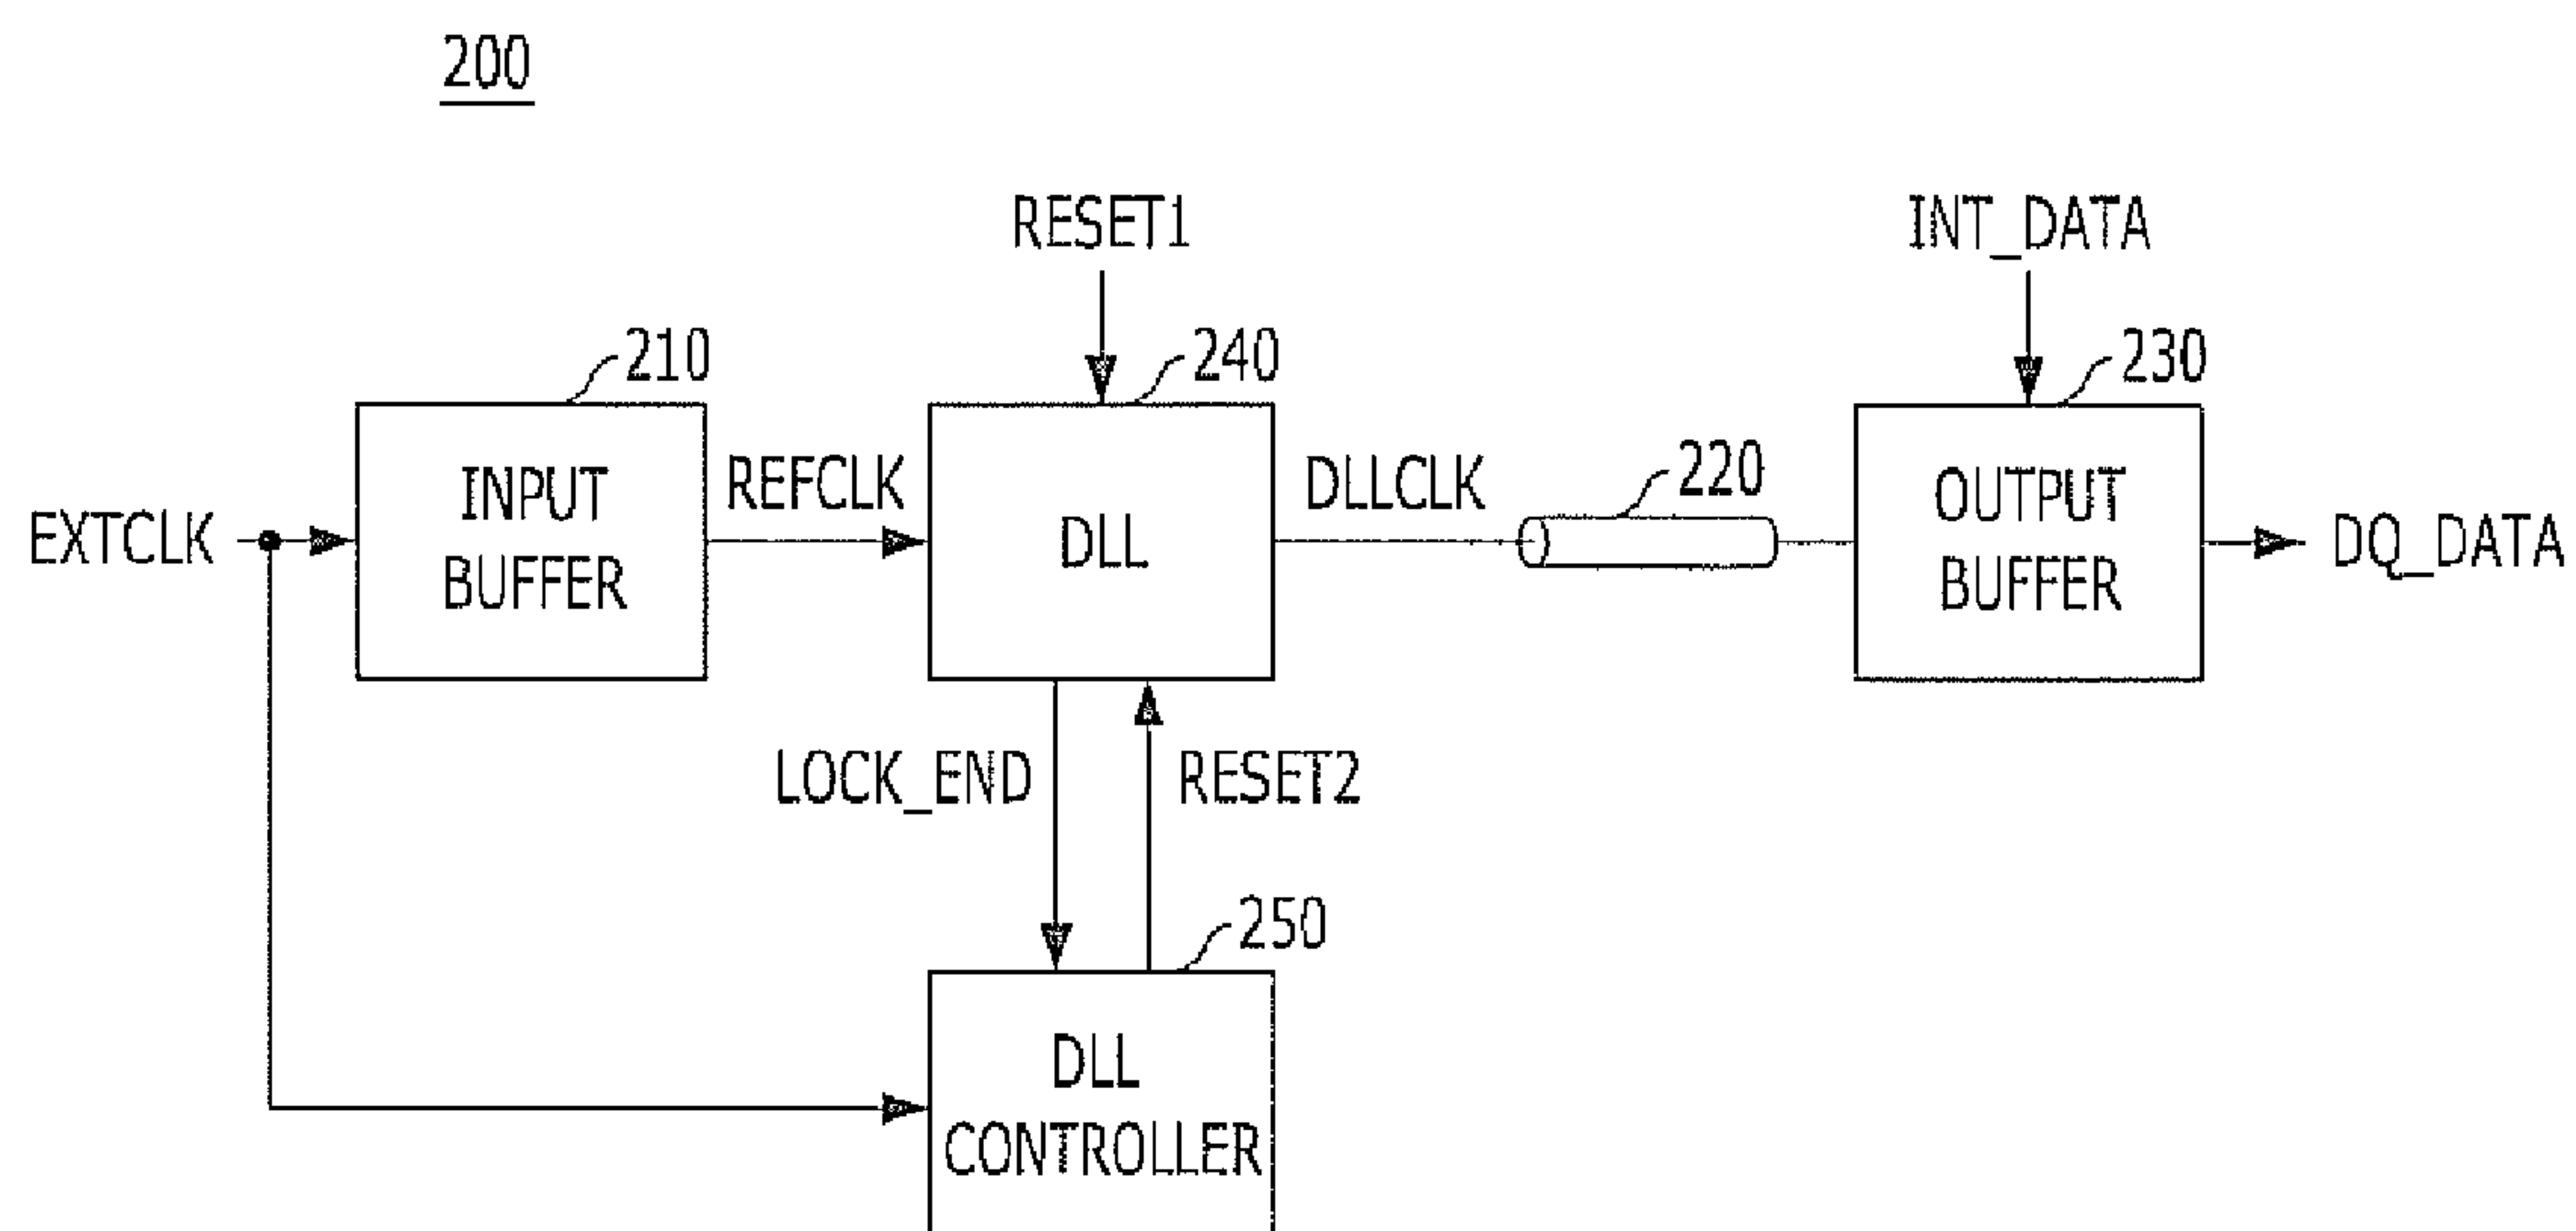 200
RESET1
INT_DATA
210
240
230
220
EXTCLK
INPUT
BUFFER
REFCLK
DLL
DLLCLK
OUTPUT
BUFFER
DQ_DATA
LOCK_END
RESET2
250
DLL
CONTROLLER